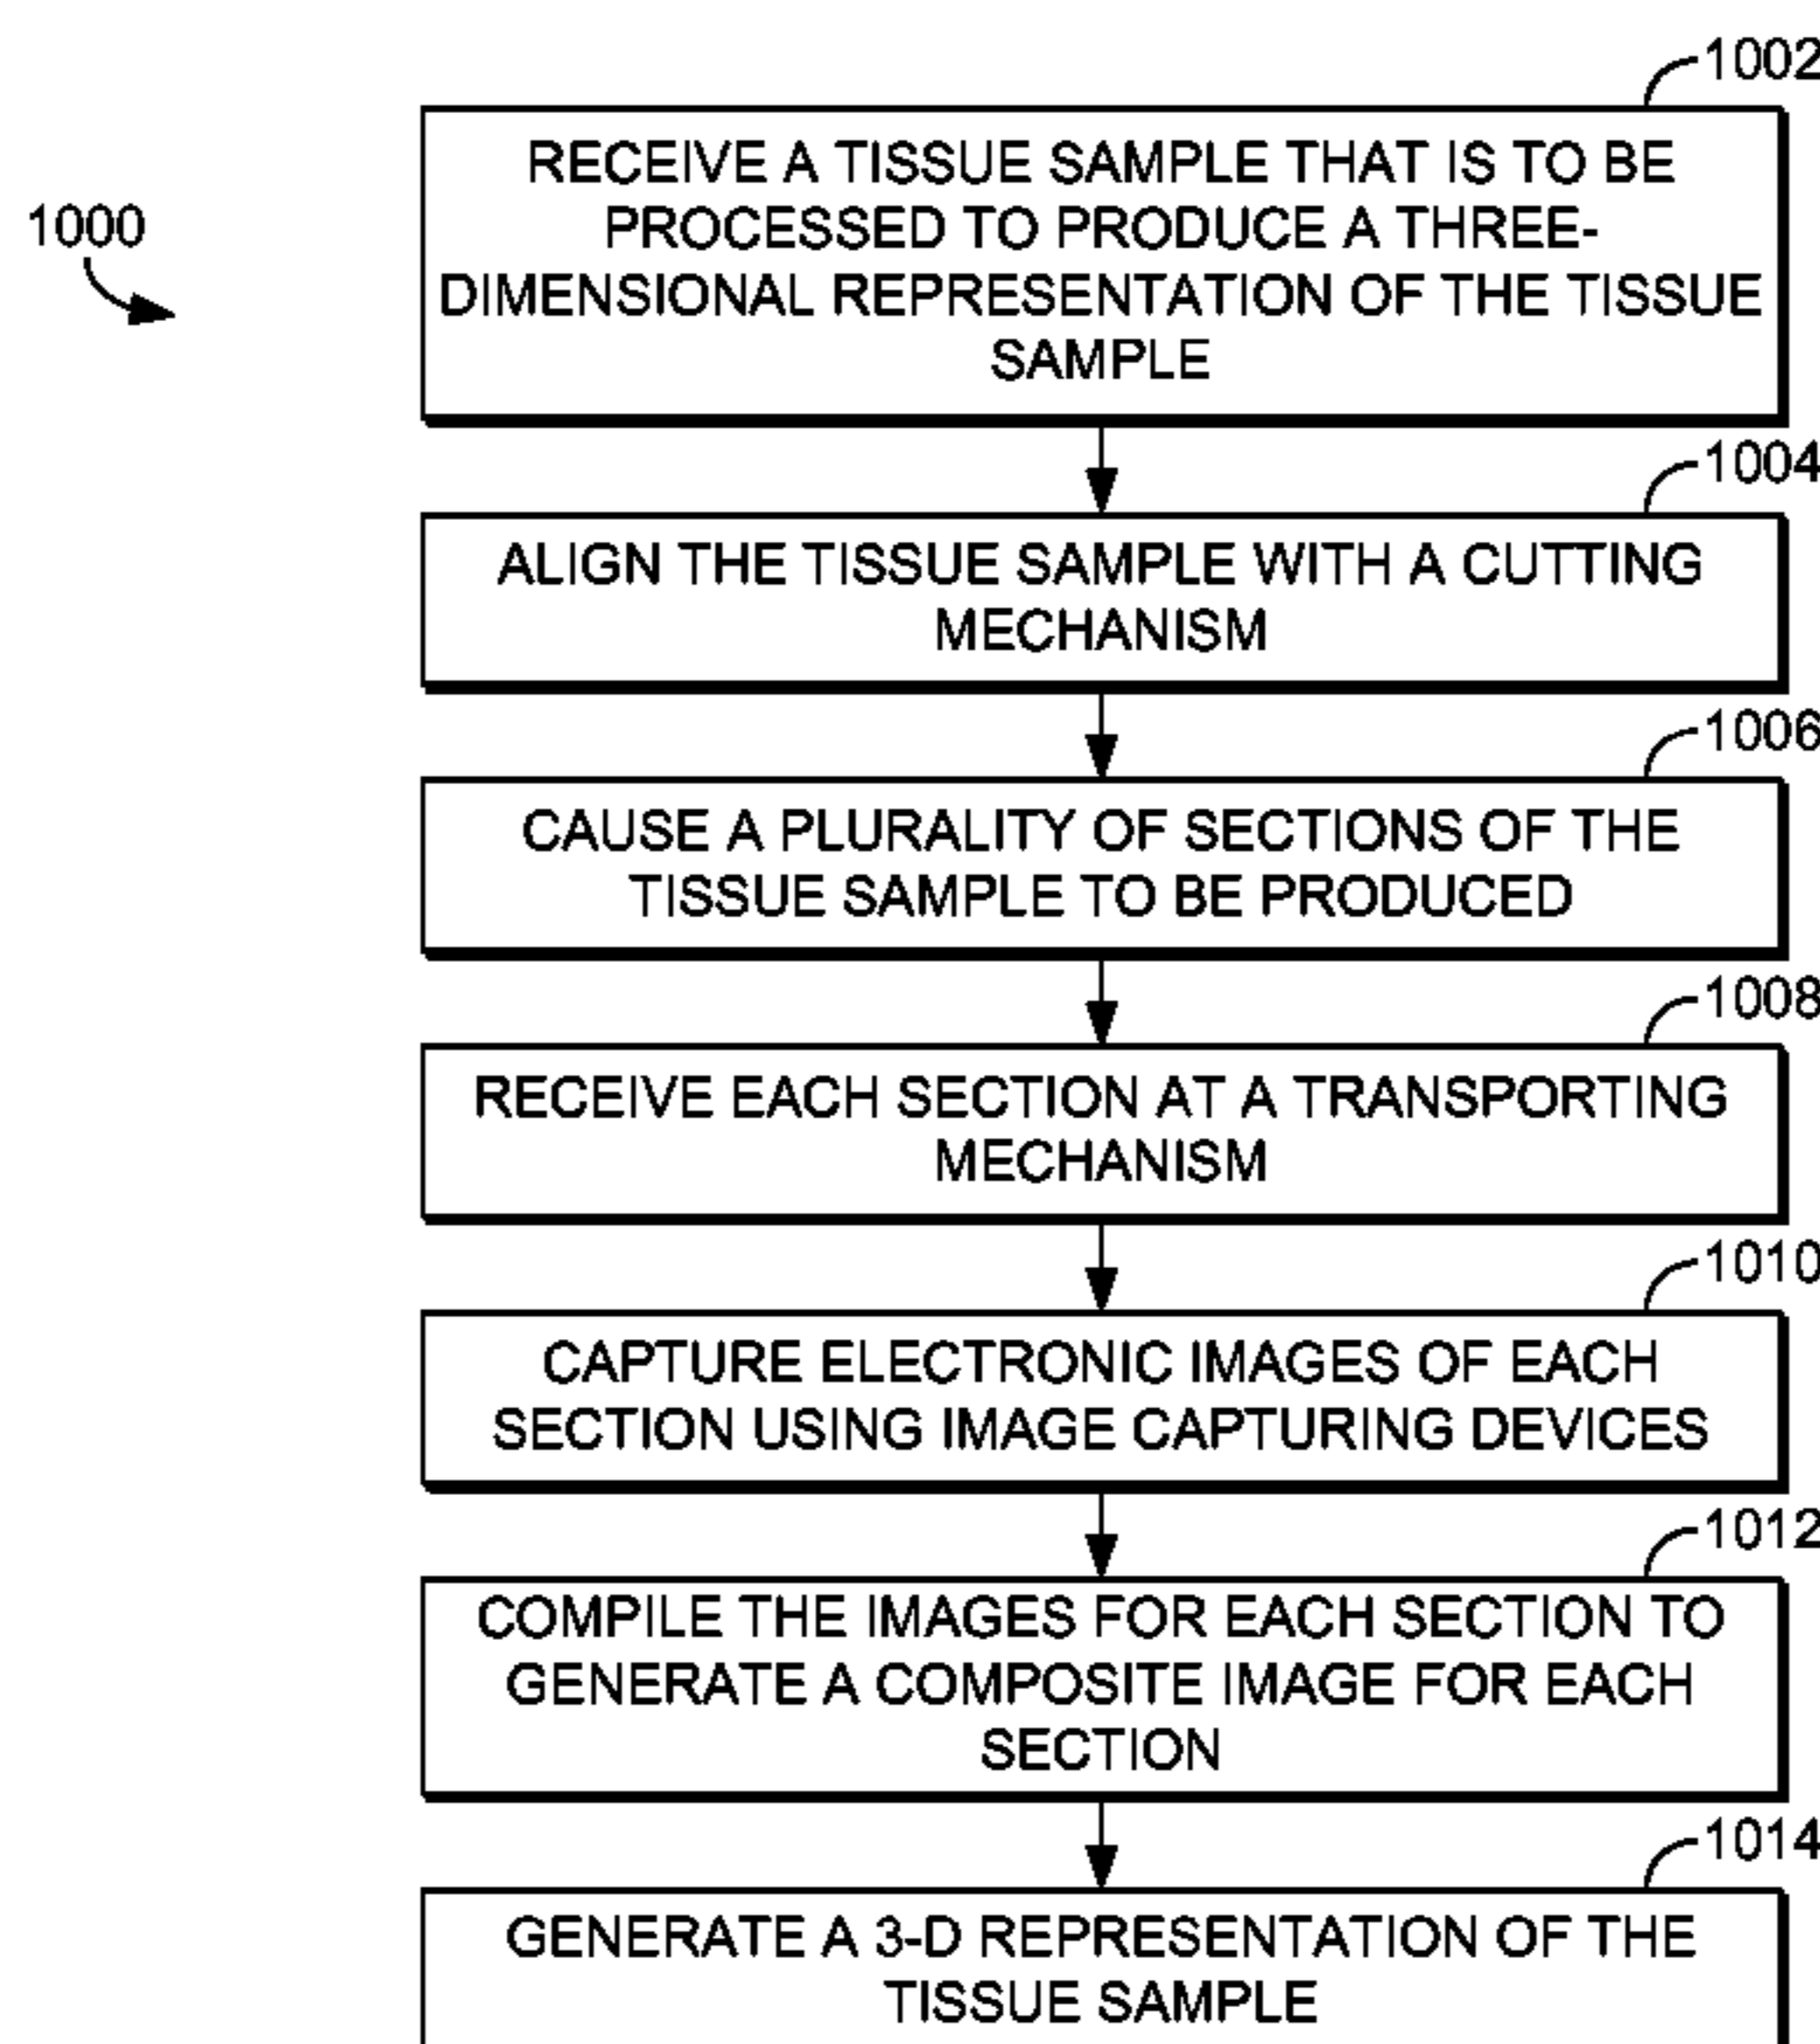 1002
RECEIVE A TISSUE SAMPLE THAT IS TO BE
PROCESSED TO PRODUCE A THREE-
DIMENSIONAL REPRESENTATION OF THE TISSUE
SAMPLE
1000
1004
ALIGN THE TISSUE SAMPLE WITH A CUTTING
MECHANISM
1006
CAUSE A PLURALITY OF SECTIONS OF THE
TISSUE SAMPLE TO BE PRODUCED
1008
RECEIVE EACH SECTION AT A TRANSPORTING
MECHANISM
1010
CAPTURE ELECTRONIC IMAGES OF EACH
SECTION USING IMAGE CAPTURING DEVICES
1012
COMPILE THE IMAGES FOR EACH SECTION TO
GENERATE A COMPOSITE IMAGE FOR EACH
SECTION
1014
GENERATE A 3-D REPRESENTATION OF THE
TISSUE SAMPLE